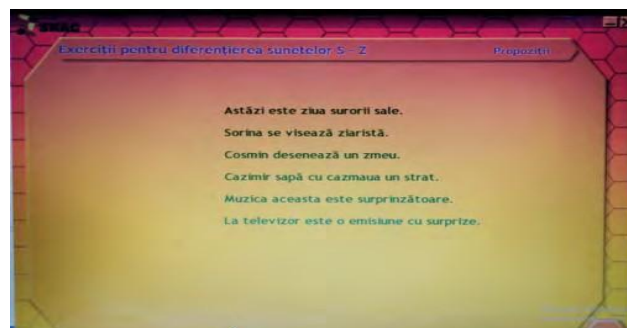 Exerciții pentru diferențierea sunetelor S - Z
Propoziții
Astăzi este ziua surorii sale.
Sorina se visează ziaristă.
Cosmin desenează un zmeu.
Cazimir sapă cu cazmaua un strat.
Muzica aceasta este surprinzătoare.
La televizor este o emisiune cu surprize.